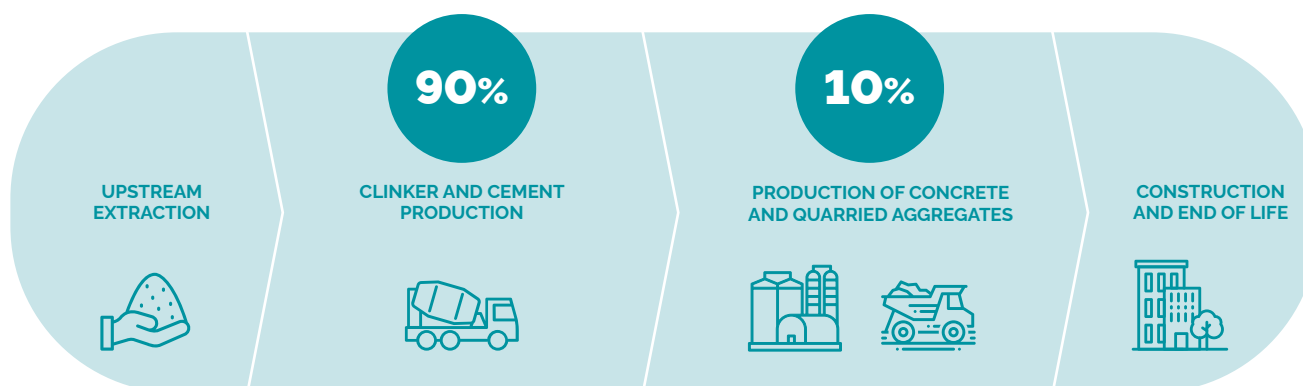 90%
10%
UPSTREAM
EXTRACTION
CLINKER AND CEMENT
PRODUCTION
PRODUCTION OF CONCRETE
AND QUARRIED AGGREGATES
CONSTRUCTION
AND END OF LIFE